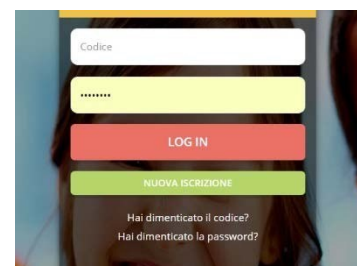 Codice
••••••••
LOG IN
NUOVA ISCRIZIONE
Hai dimenticato il codice?
Hai dimenticato la password?